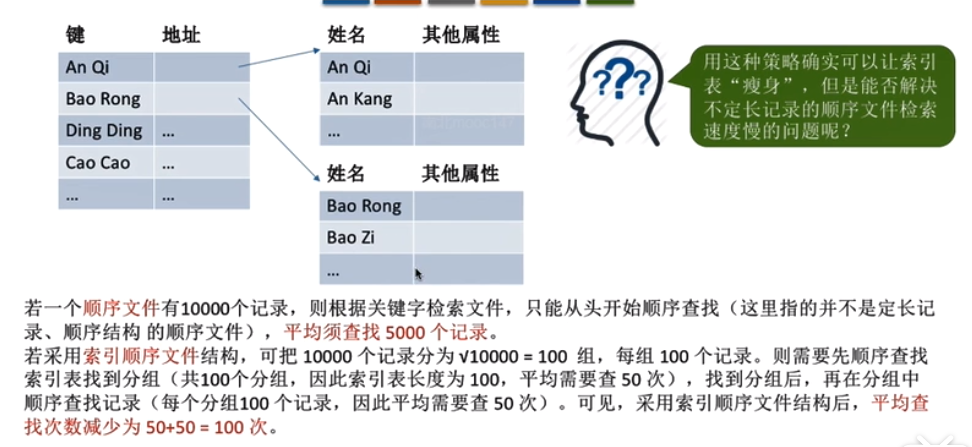 键 地址
An Qi
Bao Rong
Ding Ding ...
Cao Cao ...
... ...
姓名 其他属性
An Qi
An Kang
...
姓名 其他属性
Bao Rong
Bao Zi
...
???
用这种策略确实可以让索引
表“瘦身”，但是能否解决
不定长记录的顺序文件检索
速度慢的问题呢？
若一个顺序文件有10000个记录，则根据关键字检索文件，只能从头开始顺序查找（这里指的并不是定长记
录、顺序结构 的顺序文件），平均须查找 5000 个记录。
若采用索引顺序文件结构，可把 10000 个记录分为 √10000 = 100 组，每组 100 个记录。则需要先顺序查找
索引表找到分组（共100个分组，因此索引表长度为 100，平均需要查 50 次），找到分组后，再在分组中
顺序查找记录（每个分组100 个记录，因此平均需要查 50 次）。可见，采用索引顺序文件结构后，平均查
找次数减少为 50+50 = 100 次。